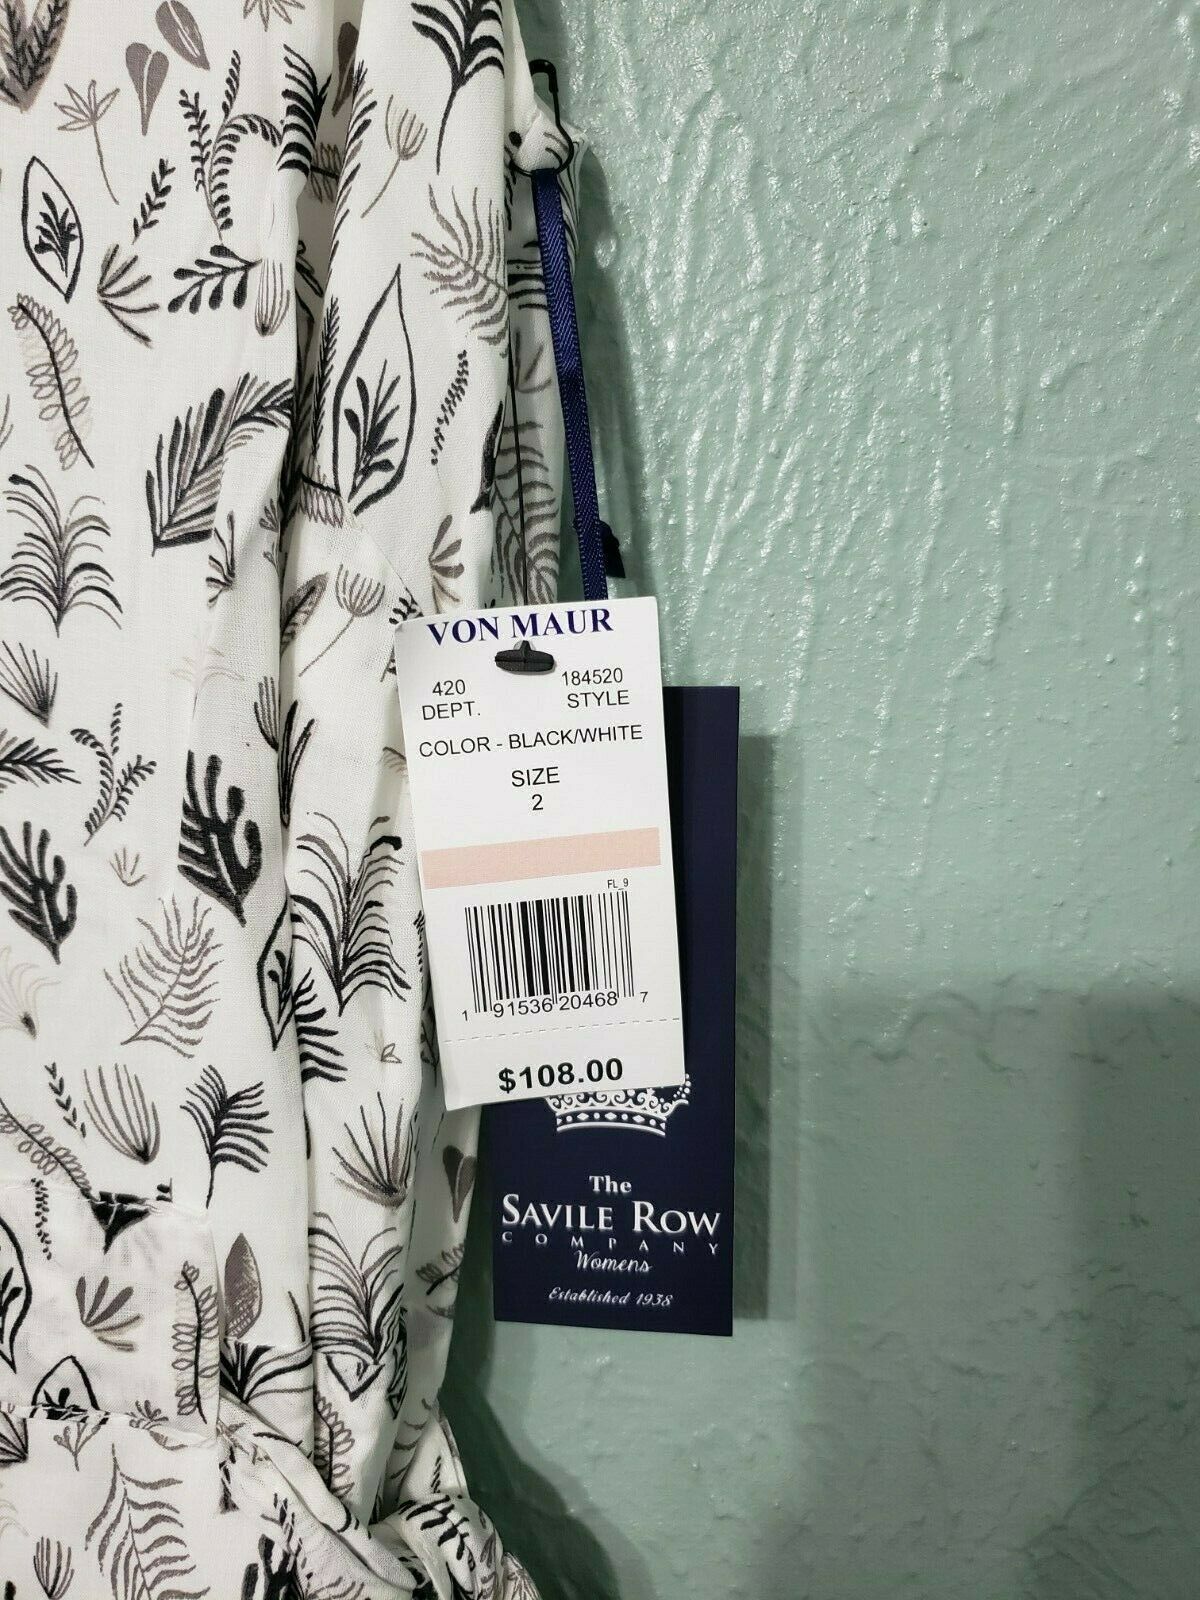 VON MAUR
420 184520
DEPT. STYLE
COLOR - BLACK/WHITE
SIZE
2
FL_9
1 91536 20468 7
$108.00
The
SAVILE ROW
COMPANY
Womens
Established 1938